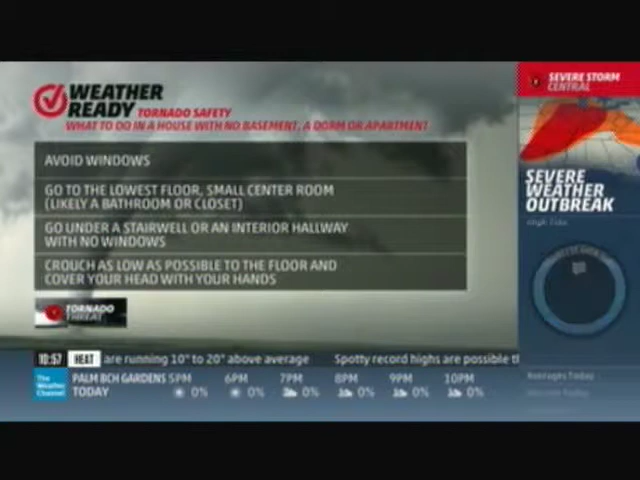 WEATHER
READY TORNADO SAFETY
WHAT TO DO IN A HOUSE WITH NO BASEMENT, A DORM OR APARTMENT?
AVOID WINDOWS
GO TO THE LOWEST FLOOR, SMALL CENTER ROOM
(LIKELY A BATHROOM OR CLOSET)
GO UNDER A STAIRWELL OR AN INTERIOR HALLWAY
WITH NO WINDOWS
CROUCH AS LOW AS POSSIBLE TO THE FLOOR AND
COVER YOUR HEAD WITH YOUR HANDS
TORNADO
THREAT
SEVERE STORM
CENTRAL
SEVERE
WEATHER
OUTBREAK
10:57 HEAT are running 10° to 20° above average Spotty record highs are possible th
The
Weather
Channel
PALM BCH GARDENS 5PM 6PM 7PM 8PM 9PM 10PM
TODAY 0% 0% 0% 0% 0% 0%
Averages Today